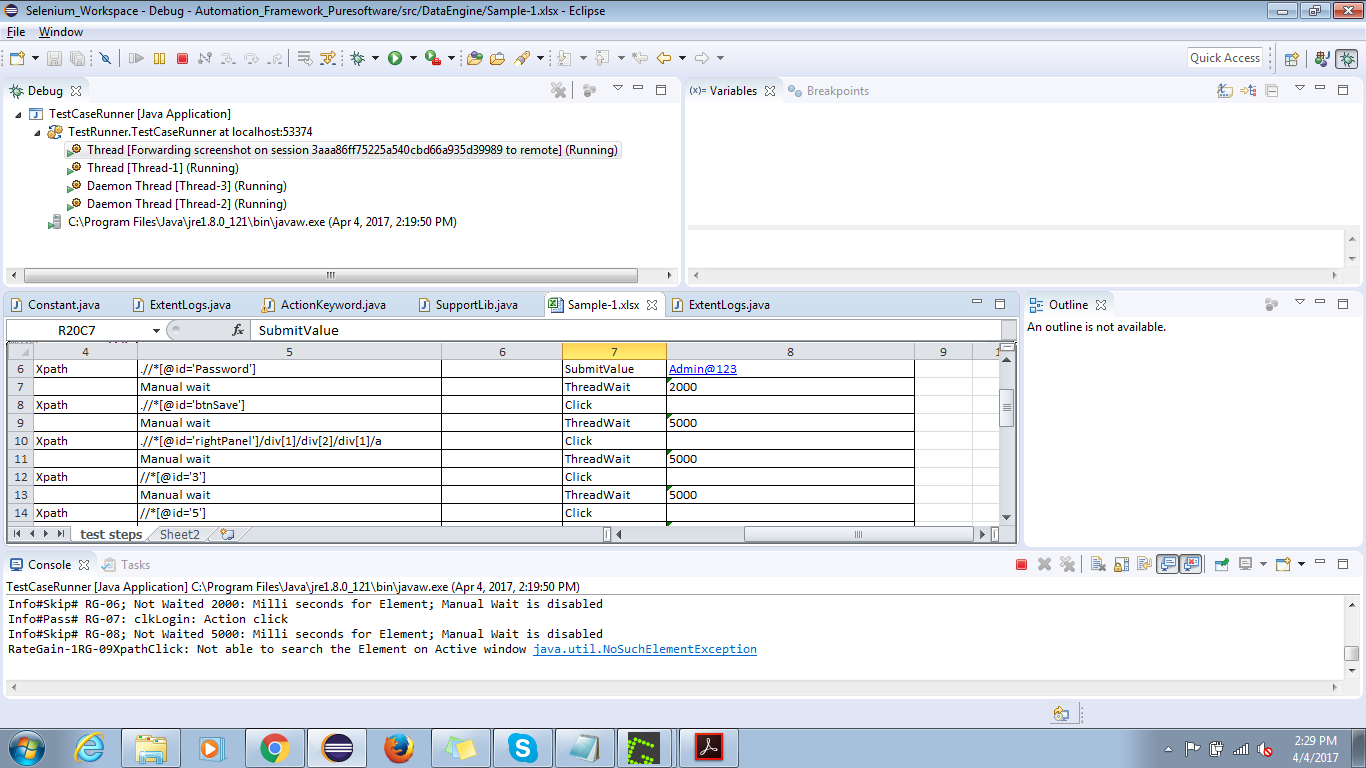 Selenium_Workspace - Debug - Automation_Framework_Puresoftware/src/DataEngine/Sample-1.xlsx - Eclipse
File Window
Quick Access
Debug
TestCaseRunner [Java Application]
TestRunner.TestCaseRunner at localhost:53374
Thread [Forwarding screenshot on session 3aaa86ff75225a540cbd66a935d39989 to remote] (Running)
Thread [Thread-1] (Running)
Daemon Thread [Thread-3] (Running)
Daemon Thread [Thread-2] (Running)
C:\Program Files\Java\jre1.8.0_121\bin\javaw.exe (Apr 4, 2017, 2:19:50 PM)
(x)= Variables Breakpoints
Constant.java ExtentLogs.java ActionKeyword.java SupportLib.java Sample-1.xlsx ExtentLogs.java
R20C7 fx SubmitValue
4 5 6 7 8 9
6 Xpath .//*[@id='Password'] SubmitValue Admin@123
7 Manual wait ThreadWait 2000
8 Xpath .//*[@id='btnSave'] Click
9 Manual wait ThreadWait 5000
10 Xpath .//*[@id='rightPanel']/div[1]/div[2]/div[1]/a Click
11 Manual wait ThreadWait 5000
12 Xpath //*[@id='3'] Click
13 Manual wait ThreadWait 5000
14 Xpath //*[@id='5'] Click
test steps Sheet2
Outline
An outline is not available.
Console Tasks
TestCaseRunner [Java Application] C:\Program Files\Java\jre1.8.0_121\bin\javaw.exe (Apr 4, 2017, 2:19:50 PM)
Info#Skip# RG-06; Not Waited 2000: Milli seconds for Element; Manual Wait is disabled
Info#Pass# RG-07: clkLogin: Action click
Info#Skip# RG-08; Not Waited 5000: Milli seconds for Element; Manual Wait is disabled
RateGain-1RG-09XpathClick: Not able to search the Element on Active window java.util.NoSuchElementException
2:29 PM
4/4/2017